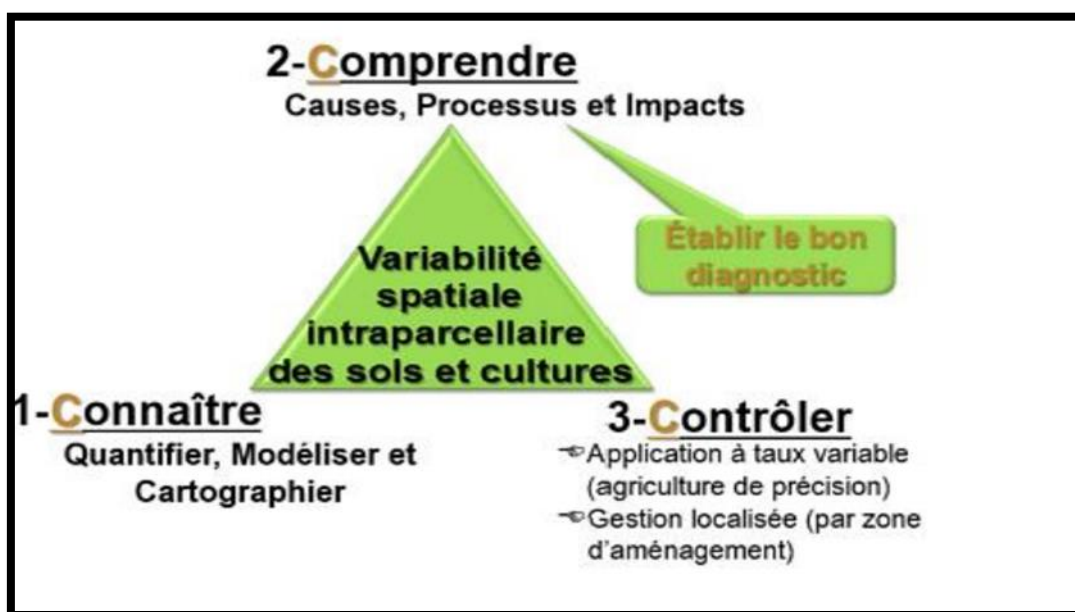 2-Comprendre
Causes, Processus et Impacts
Établir le bon
diagnostic
Variabilité
spatiale
intraparcellaire
des sols et cultures
1-Connaître
Quantifier, Modéliser et
Cartographier
3-Contrôler
Application à taux variable
(agriculture de précision)
Gestion localisée (par zone
d'aménagement)